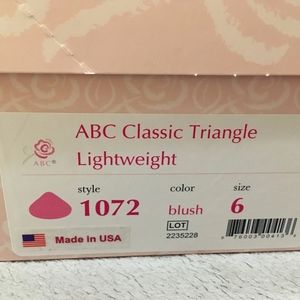 ABC Classic Triangle
Lightweight
ABC®
style color size
1072 blush 6
LOT
2235228
Made in USA